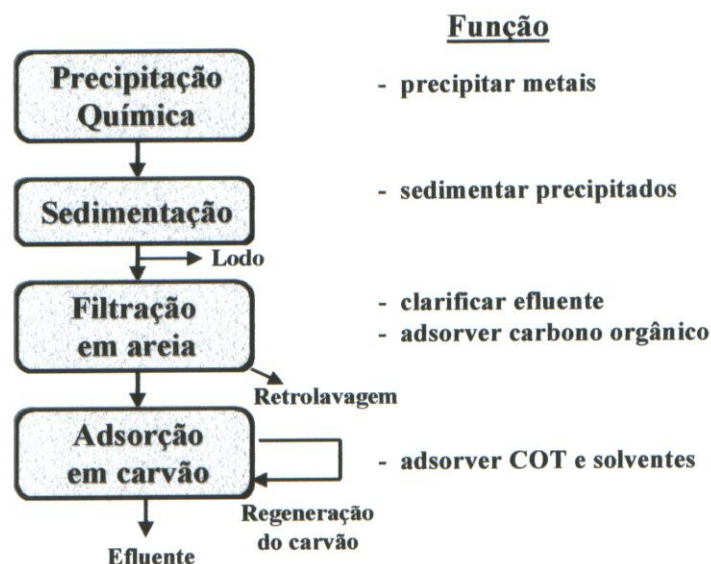 Função
Precipitação
Química
- precipitar metais
Sedimentação
- sedimentar precipitados
Lodo
Filtração
em areia
- clarificar efluente
- adsorver carbono orgânico
Retrolavagem
Adsorção
em carvão
- adsorver COT e solventes
Regeneração
do carvão
Efluente